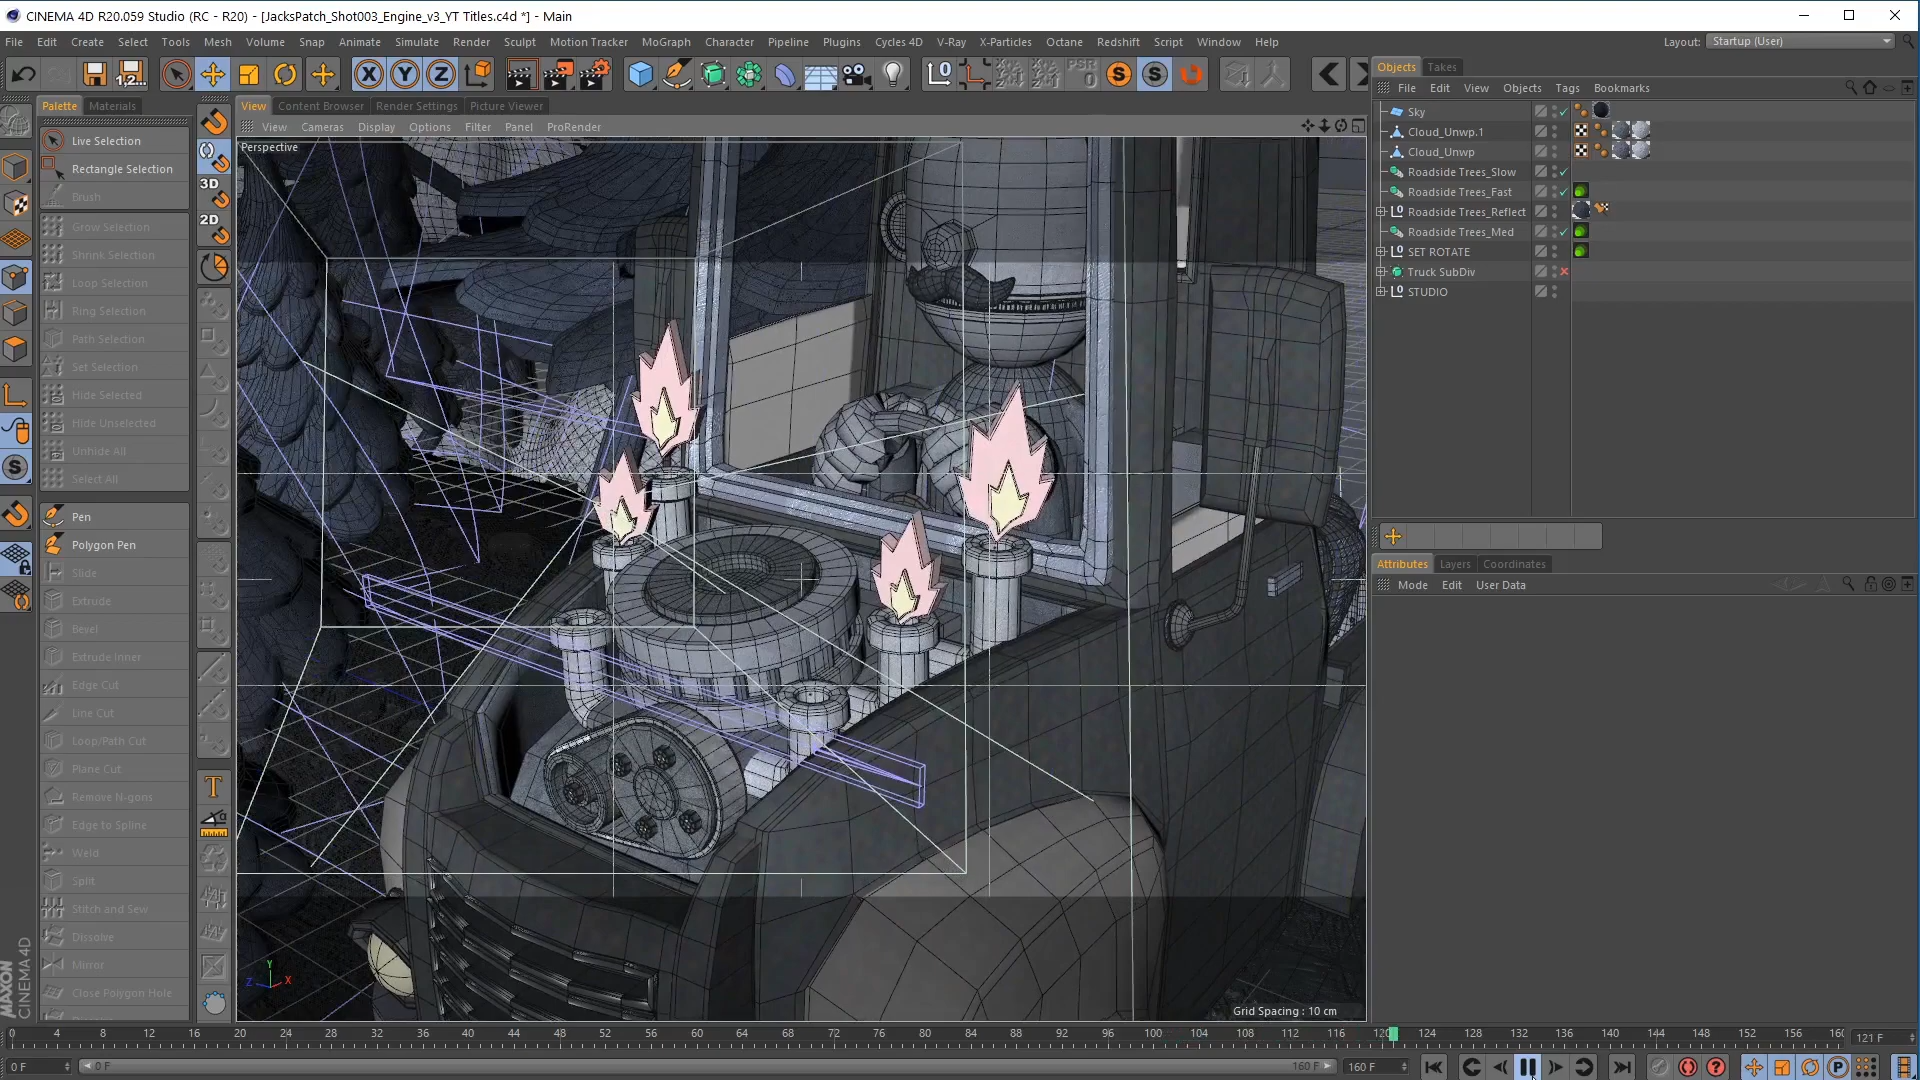 CINEMA 4D R20.059 Studio (RC - R20) - [JacksPatch_Shot003_Engine_v3_YT Titles.c4d *] - Main
File Edit Create Select Tools Mesh Volume Snap Animate Simulate Render Sculpt Motion Tracker MoGraph Character Pipeline Plugins Cycles 4D V-Ray X-Particles Octane Redshift Script Window Help
Layout: Startup (User)
Objects Takes
File Edit View Objects Tags Bookmarks
Sky
Cloud_Unwp.1
Cloud_Unwp
Roadside Trees_Slow
Roadside Trees_Fast
Roadside Trees_Reflect
Roadside Trees_Med
SET ROTATE
Truck SubDiv
STUDIO
Attributes Layers Coordinates
Mode Edit User Data
Palette Materials
Live Selection
Rectangle Selection
Brush
Grow Selection
Shrink Selection
Loop Selection
Ring Selection
Path Selection
Set Selection
Hide Selected
Hide Unselected
Unhide All
Select All
Pen
Polygon Pen
Slide
Extrude
Bevel
Extrude Inner
Edge Cut
Line Cut
Loop/Path Cut
Plane Cut
Remove N-gons
Edge to Spline
Weld
Split
Stitch and Sew
Dissolve
Mirror
Close Polygon Hole
3D
2D
View Content Browser Render Settings Picture Viewer
View Cameras Display Options Filter Panel ProRender
Perspective
Y
Z X
Grid Spacing : 10 cm
MAXON
CINEMA 4D
0 4 8 12 16 20 24 28 32 36 40 44 48 52 56 60 64 68 72 76 80 84 88 92 96 100 104 108 112 116 120 124 128 132 136 140 144 148 152 156 160
121 F
0 F
0 F
160 F
160 F